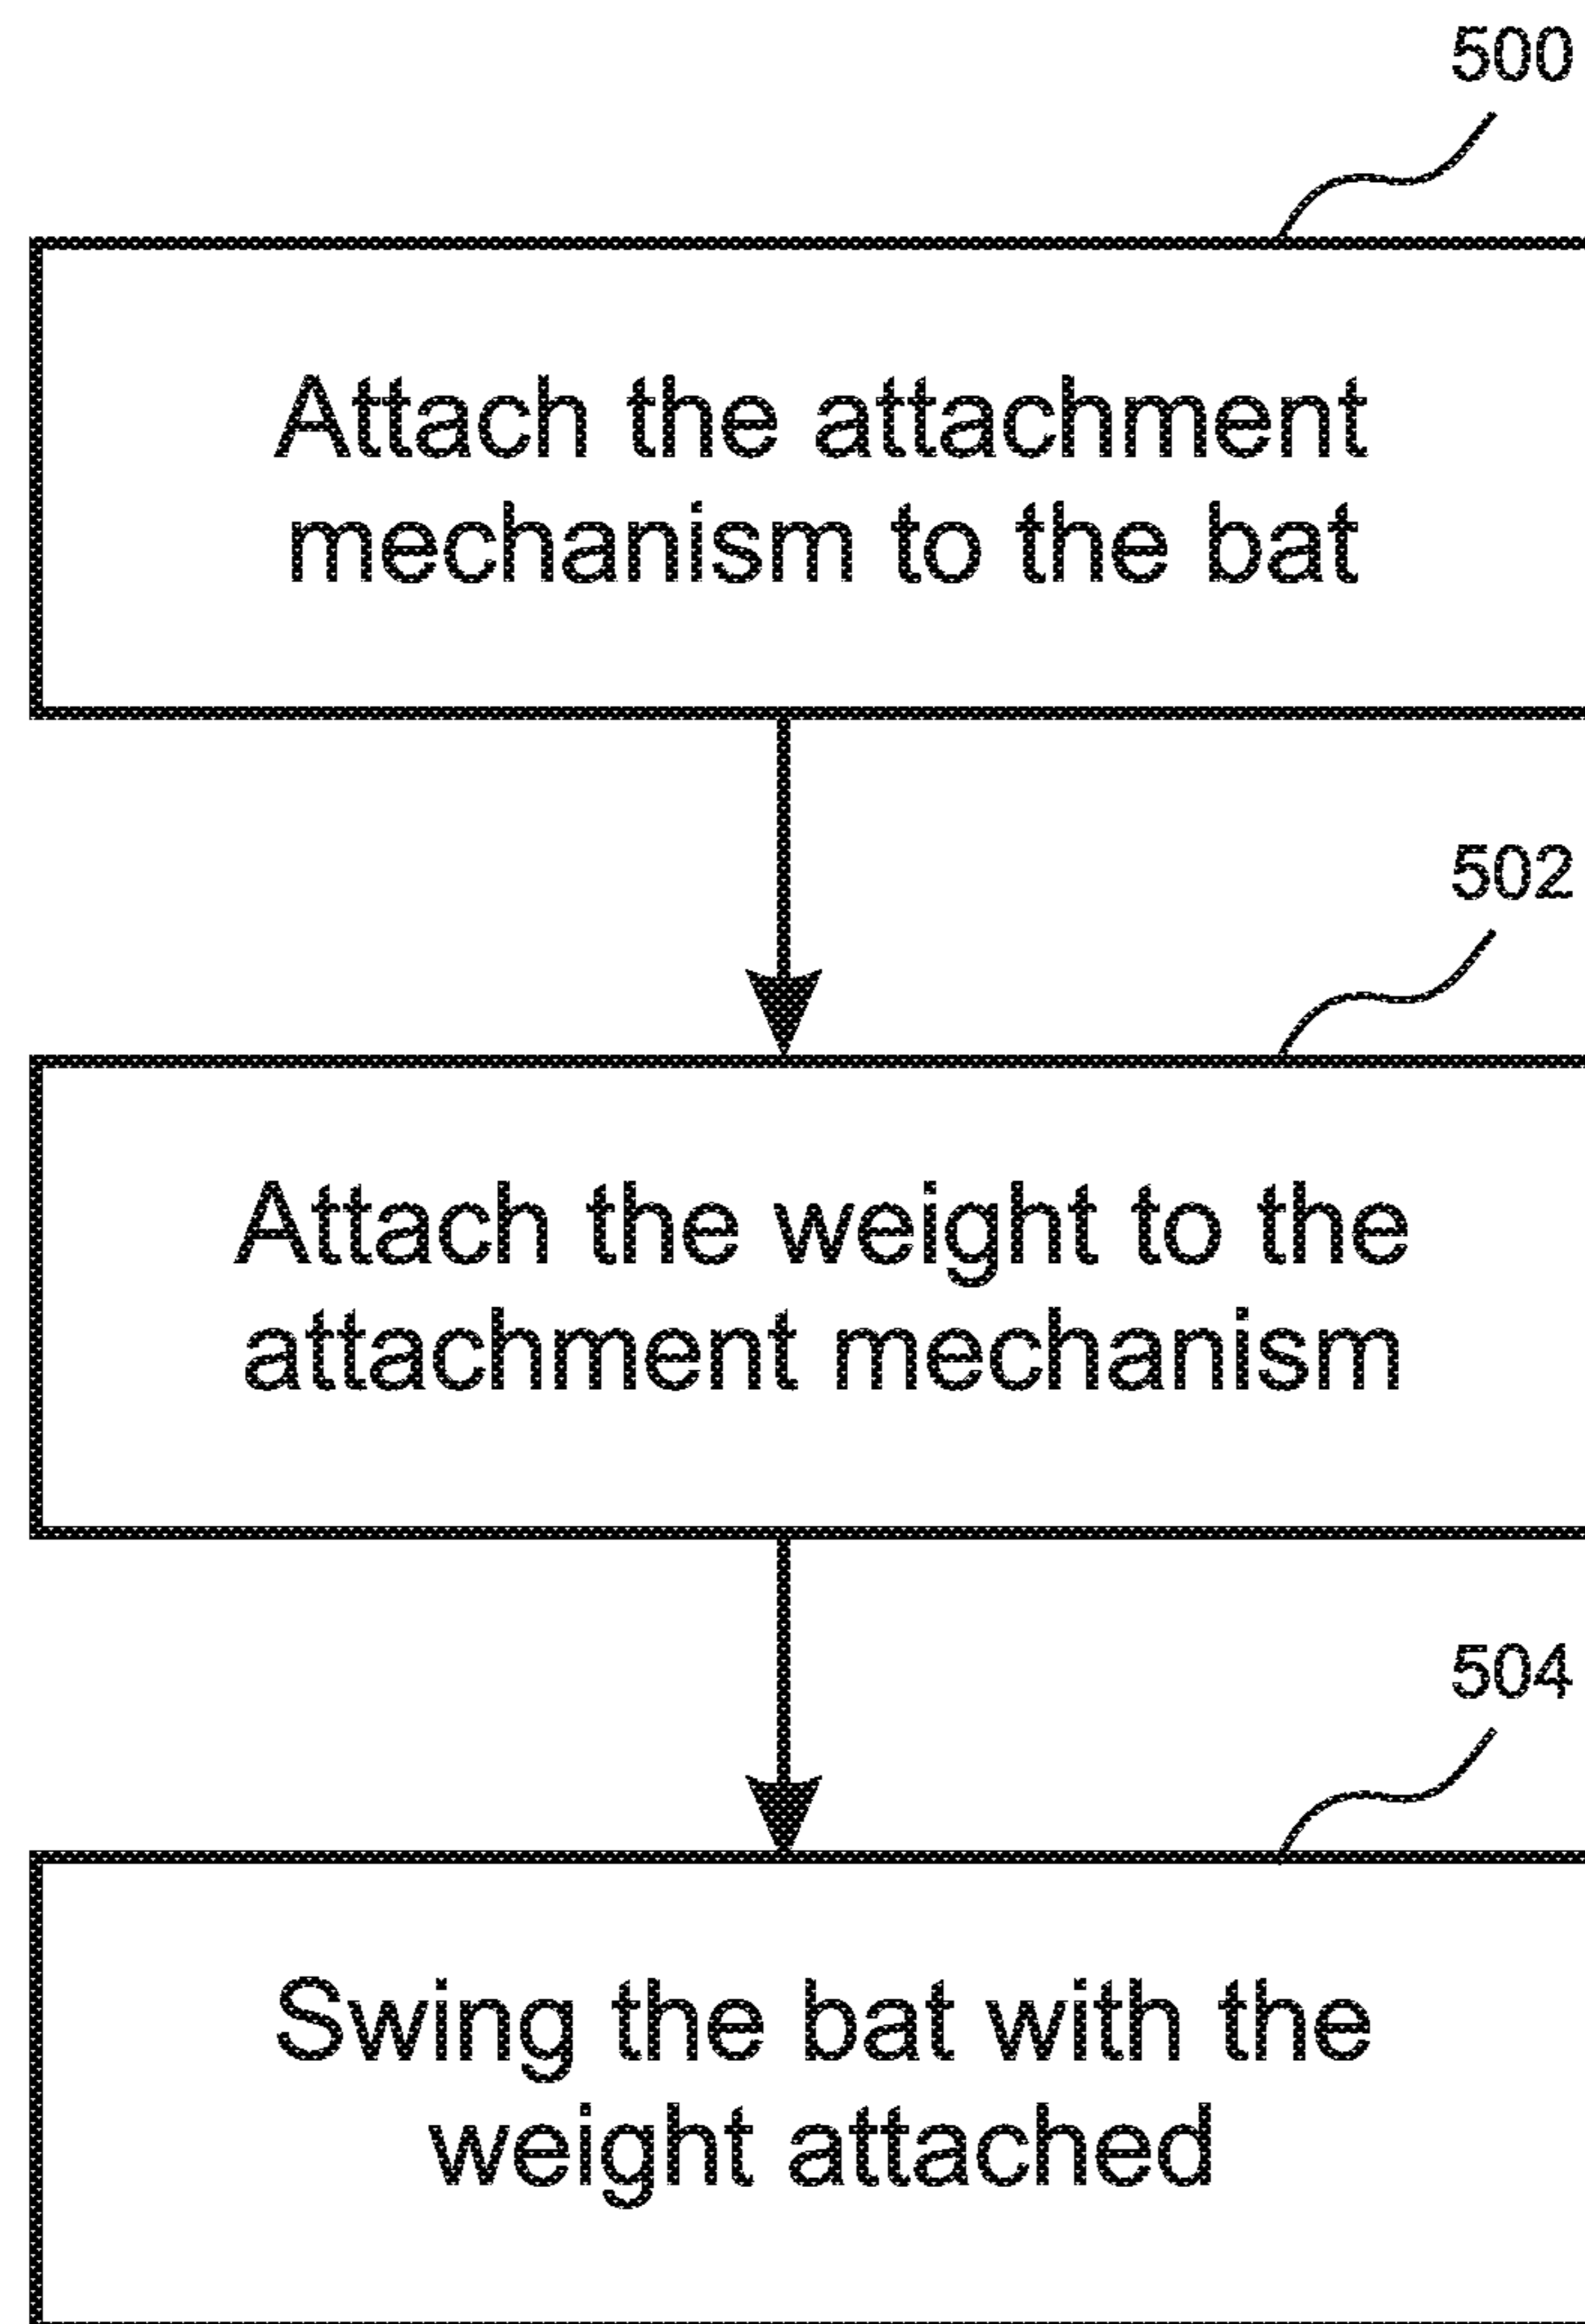 500
Attach the attachment
mechanism to the bat
502
Attach the weight to the
attachment mechanism
504
Swing the bat with the
weight attached